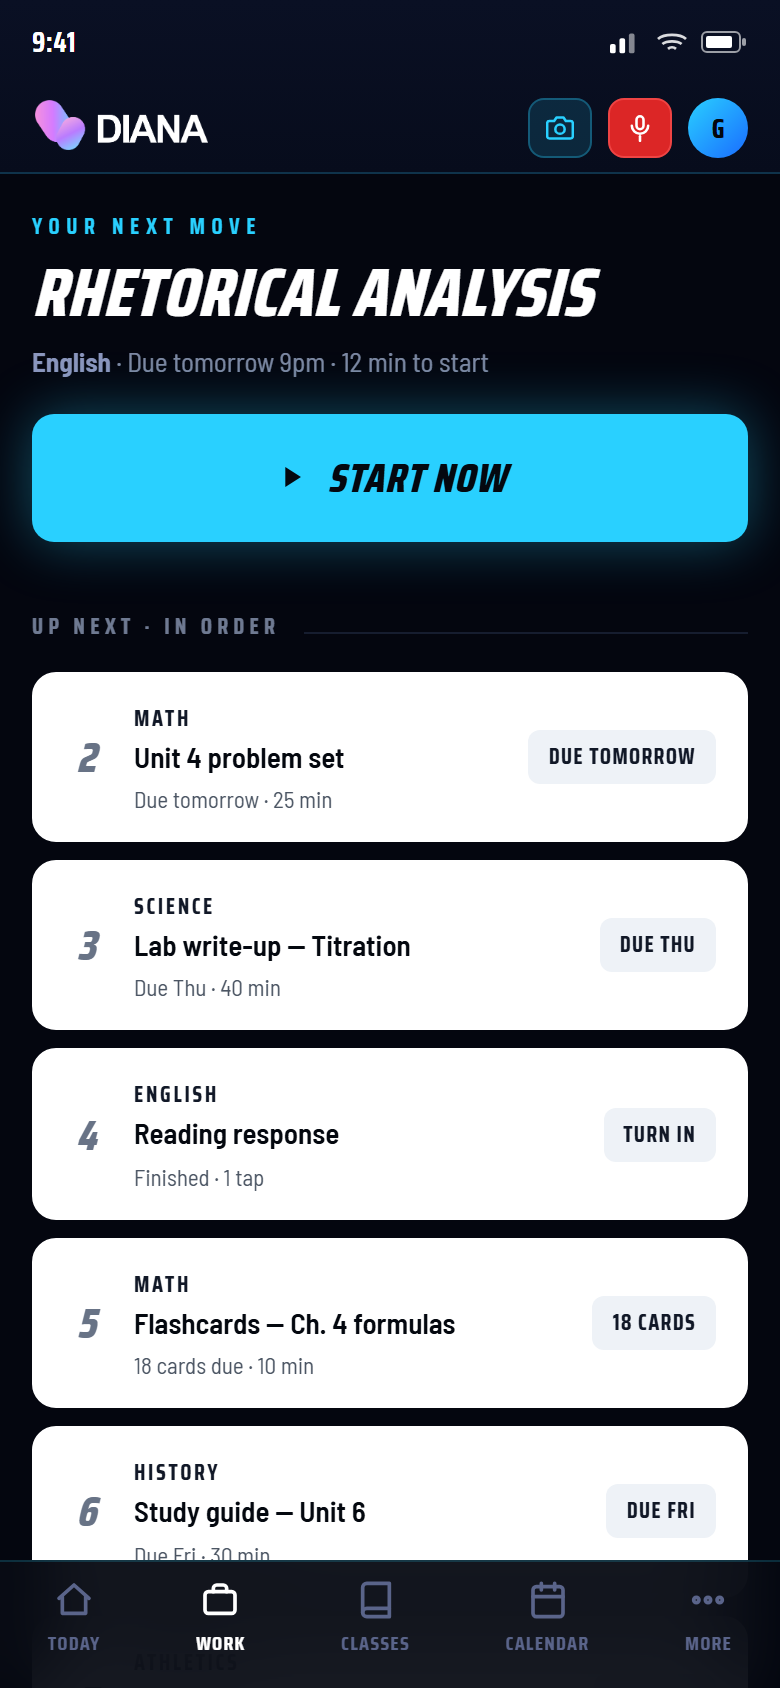 9:41
DIANA
G
YOUR NEXT MOVE
RHETORICAL ANALYSIS
English · Due tomorrow 9pm · 12 min to start
START NOW
UP NEXT · IN ORDER
MATH
2
Unit 4 problem set
DUE TOMORROW
Due tomorrow · 25 min
SCIENCE
3
Lab write-up — Titration
DUE THU
Due Thu · 40 min
ENGLISH
4
Reading response
TURN IN
Finished · 1 tap
MATH
5
Flashcards — Ch. 4 formulas
18 CARDS
18 cards due · 10 min
HISTORY
6
Study guide — Unit 6
DUE FRI
Due Fri · 30 min
TODAY
WORK
CLASSES
CALENDAR
MORE
ATHLETICS